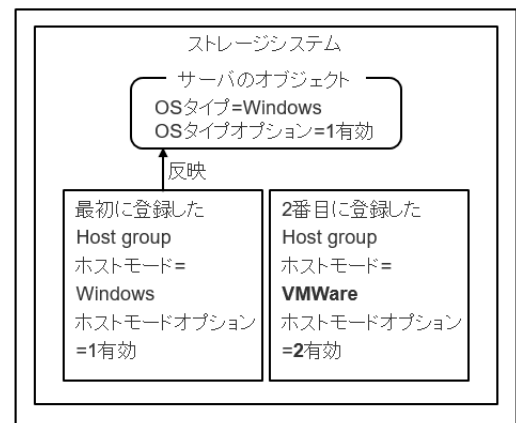 ストレージシステム
サーバのオブジェクト
OSタイプ=Windows
OSタイプオプション=1有効
反映
最初に登録した
Host group
ホストモード=
Windows
ホストモードオプション
=1有効
2番目に登録した
Host group
ホストモード=
VMWare
ホストモードオプション
=2有効